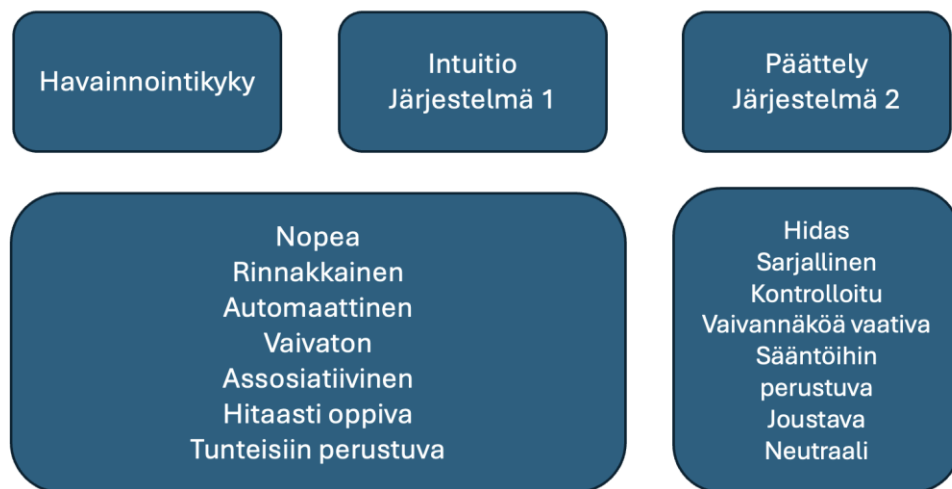 Havainnointikyky
Intuitio
Järjestelmä 1
Päättely
Järjestelmä 2
Nopea
Rinnakkainen
Automaattinen
Vaivaton
Assosiatiivinen
Hitaasti oppiva
Tunteisiin perustuva
Hidas
Sarjallinen
Kontrolloitu
Vaivannäköä vaativa
Sääntöihin
perustuva
Joustava
Neutraali